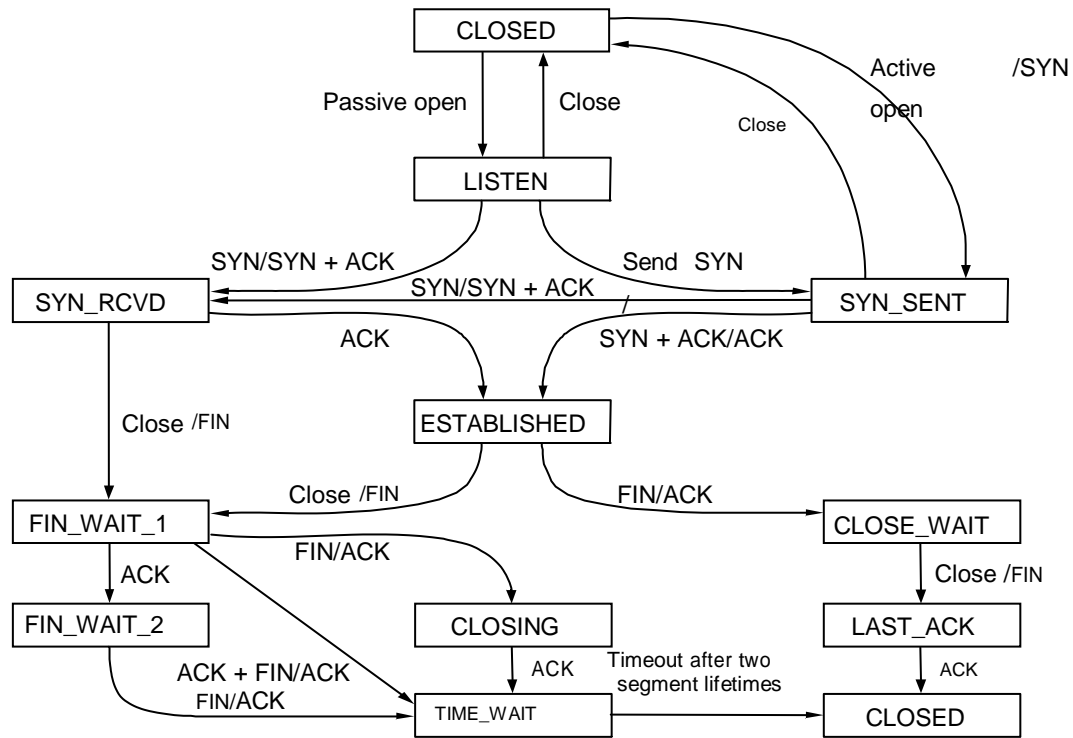 CLOSED
Active /SYN
open
Passive open
Close
Close
LISTEN
SYN/SYN + ACK
Send SYN
SYN/SYN + ACK
SYN_RCVD
SYN_SENT
/
ACK
SYN + ACK/ACK
ESTABLISHED
Close /FIN
Close /FIN
FIN/ACK
FIN_WAIT_1
CLOSE_WAIT
FIN/ACK
ACK
Close /FIN
FIN_WAIT_2
CLOSING
LAST_ACK
ACK + FIN/ACK
FIN/ACK
ACK
Timeout after two
segment lifetimes
ACK
TIME_WAIT
CLOSED